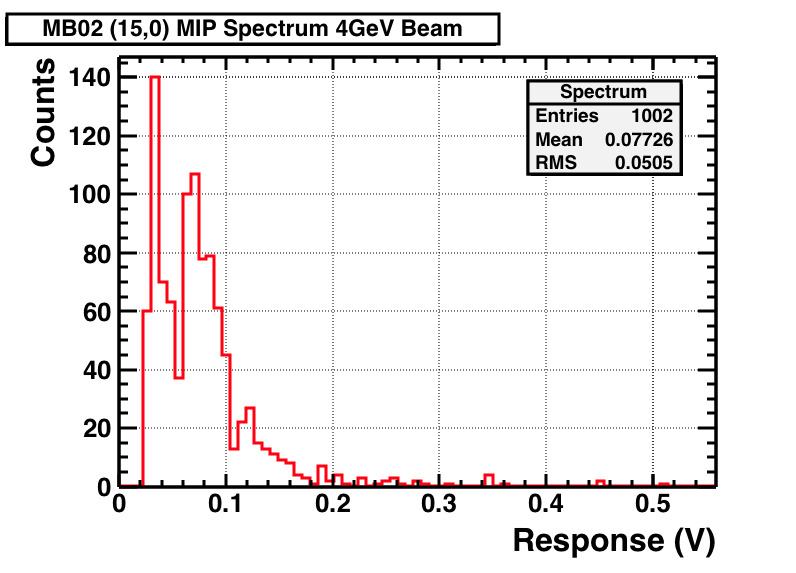 MB02 (15,0) MIP Spectrum 4GeV Beam
Counts
140
120
100
80
60
40
20
0
Spectrum
Entries 1002
Mean 0.07726
RMS 0.0505
0 0.1 0.2 0.3 0.4 0.5
Response (V)